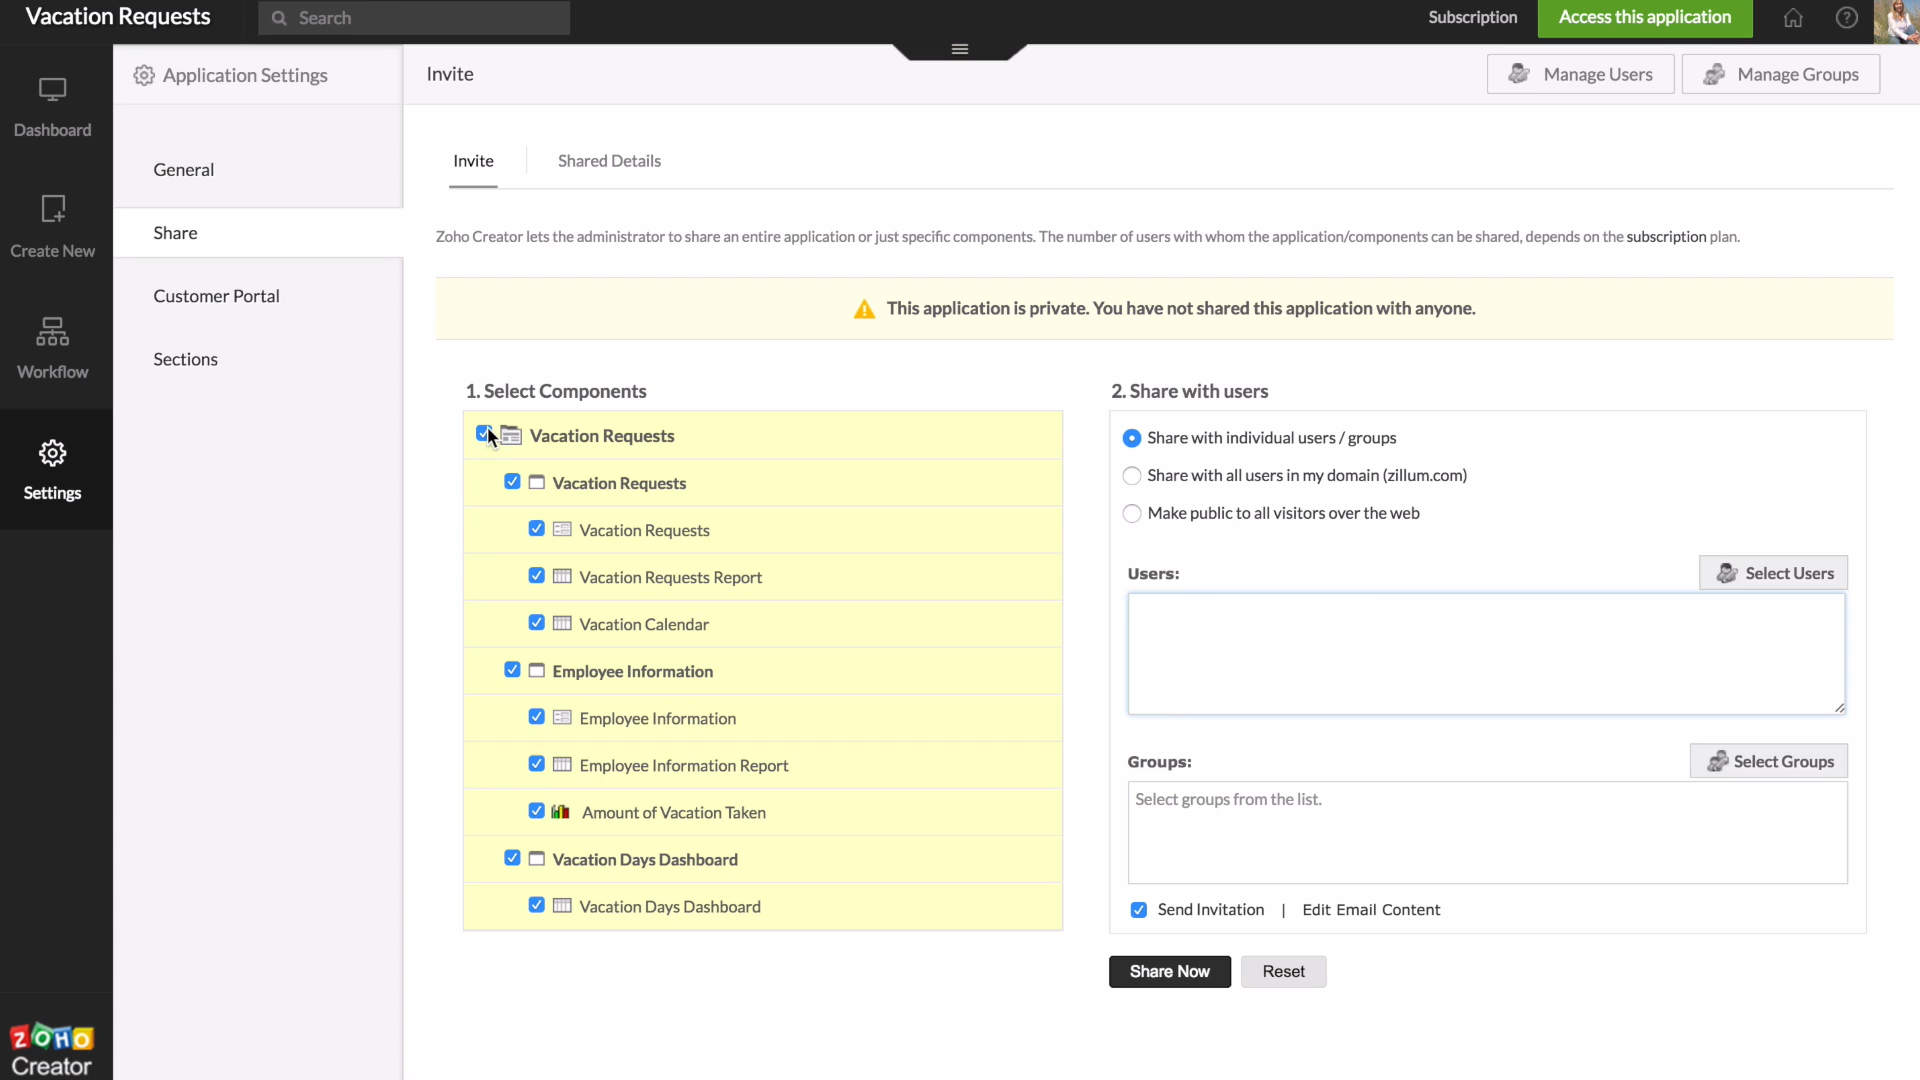 Vacation Requests
Search
Subscription
Access this application
?
Dashboard
Create New
Workflow
Settings
ZOHO
Creator
Application Settings
General
Share
Customer Portal
Sections
Invite
Manage Users
Manage Groups
Invite
Shared Details
Zoho Creator lets the administrator to share an entire application or just specific components. The number of users with whom the application/components can be shared, depends on the subscription plan.
This application is private. You have not shared this application with anyone.
1. Select Components
Vacation Requests
Vacation Requests
Vacation Requests
Vacation Requests Report
Vacation Calendar
Employee Information
Employee Information
Employee Information Report
Amount of Vacation Taken
Vacation Days Dashboard
Vacation Days Dashboard
2. Share with users
Share with individual users / groups
Share with all users in my domain (zillum.com)
Make public to all visitors over the web
Users:
Select Users
Groups:
Select Groups
Select groups from the list.
Send Invitation | Edit Email Content
Share Now
Reset